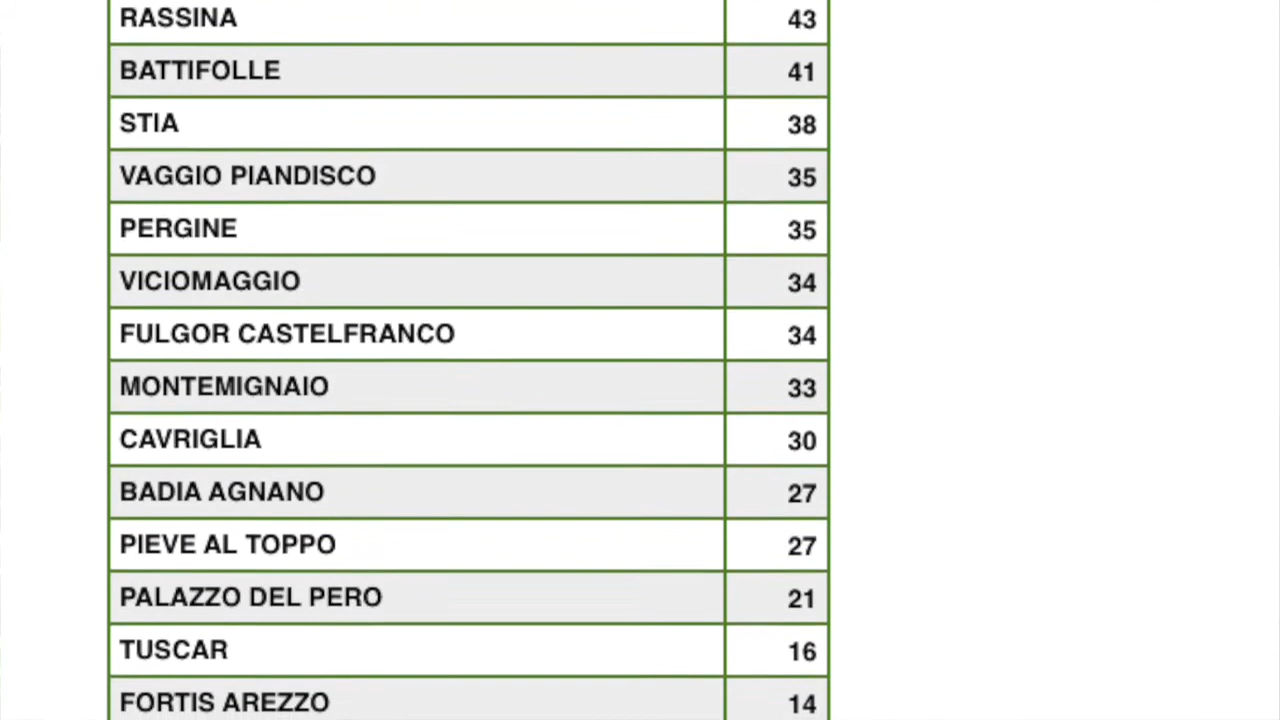 RASSINA 43
BATTIFOLLE 41
STIA 38
VAGGIO PIANDISCO 35
PERGINE 35
VICIOMAGGIO 34
FULGOR CASTELFRANCO 34
MONTEMIGNAIO 33
CAVRIGLIA 30
BADIA AGNANO 27
PIEVE AL TOPPO 27
PALAZZO DEL PERO 21
TUSCAR 16
FORTIS AREZZO 14